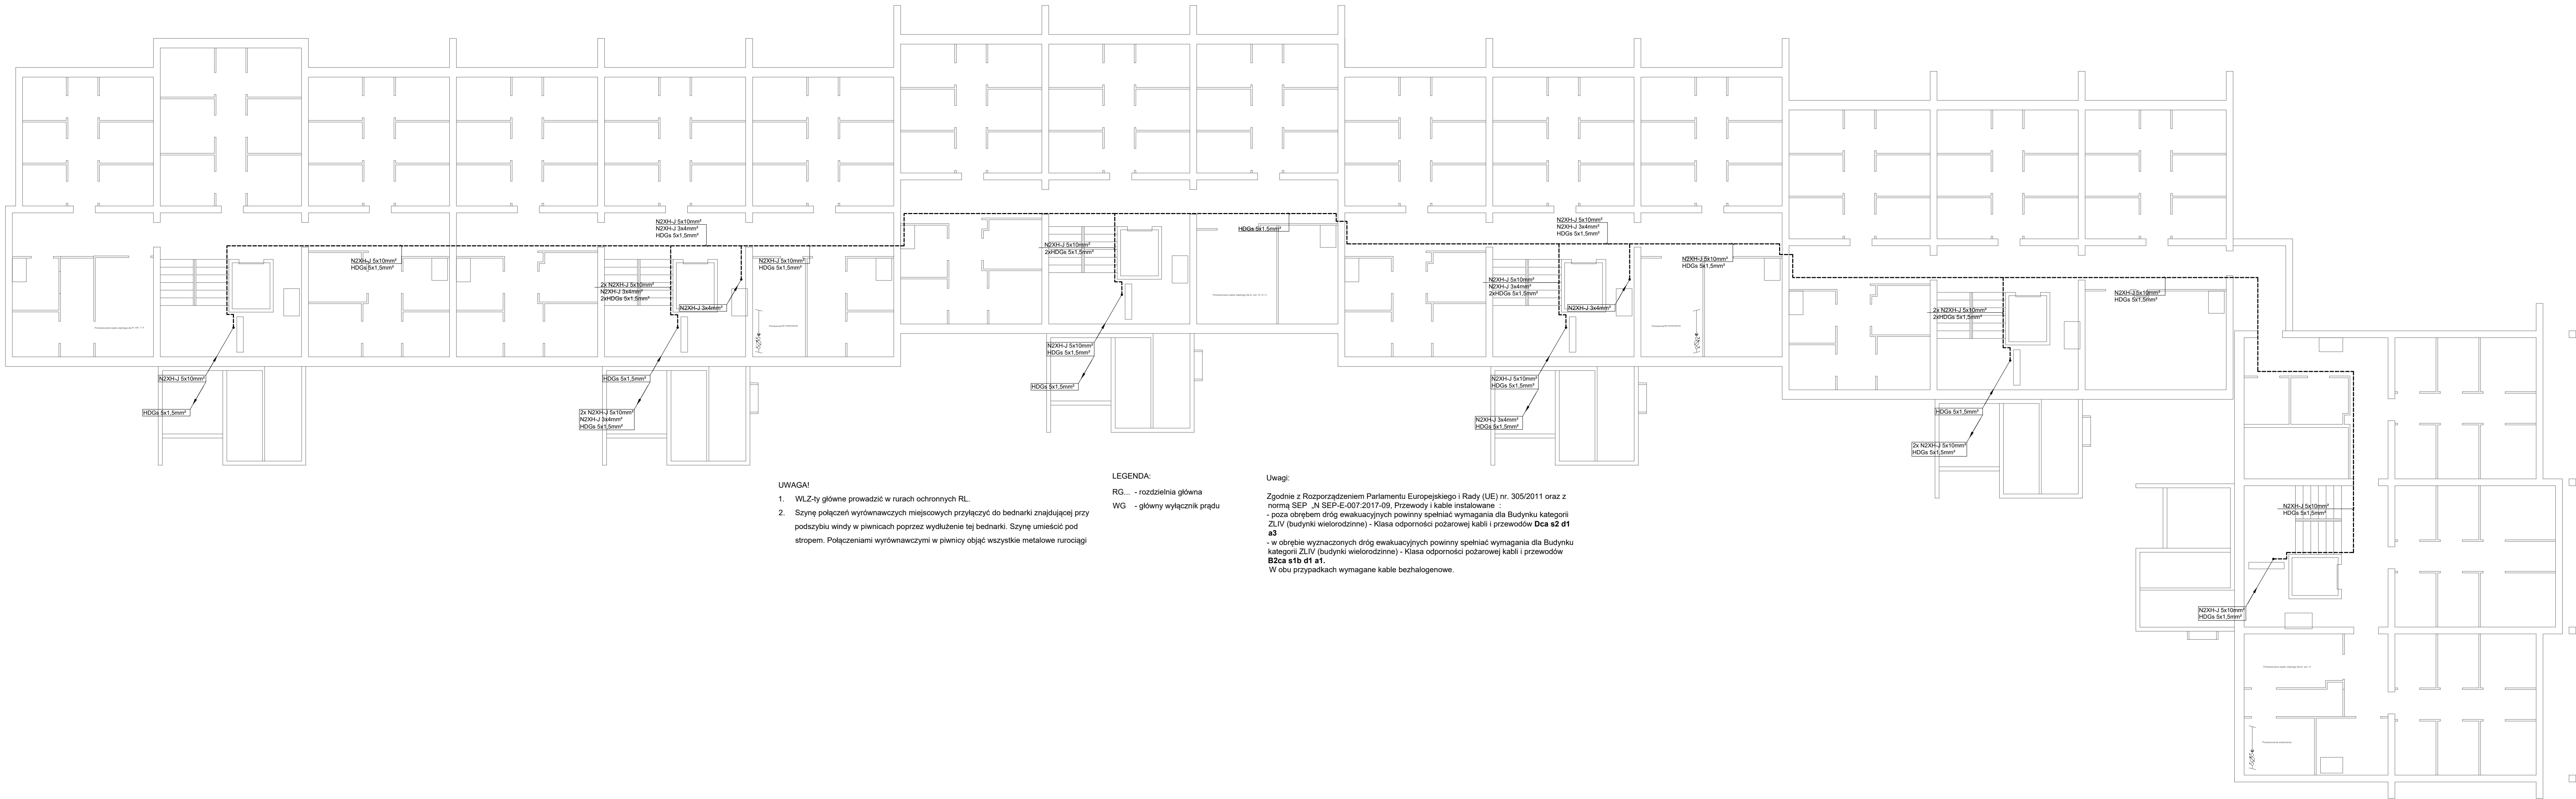 N2XH-J 5x10mm²
N2XH-J 3x4mm²
HDGs 5x1,5mm²
N2XH-J 5x10mm²
HDGs 5x1,5mm²
2x N2XH-J 5x10mm²
N2XH-J 3x4mm²
2xHDGs 5x1,5mm²
N2XH-J 3x4mm²
N2XH-J 5x10mm²
HDGs 5x1,5mm²
N2XH-J 5x10mm²
2xHDGs 5x1,5mm²
HDGs 5x1,5mm²
N2XH-J 5x10mm²
N2XH-J 3x4mm²
HDGs 5x1,5mm²
N2XH-J 5x10mm²
N2XH-J 3x4mm²
2xHDGs 5x1,5mm²
N2XH-J 3x4mm²
N2XH-J 5x10mm²
HDGs 5x1,5mm²
2x N2XH-J 5x10mm²
2xHDGs 5x1,5mm²
N2XH-J 5x10mm²
HDGs 5x1,5mm²
N2XH-J 5x10mm²
HDGs 5x1,5mm²
HDGs 5x1,5mm²
2x N2XH-J 5x10mm²
N2XH-J 3x4mm²
HDGs 5x1,5mm²
N2XH-J 5x10mm²
HDGs 5x1,5mm²
HDGs 5x1,5mm²
N2XH-J 5x10mm²
HDGs 5x1,5mm²
N2XH-J 3x4mm²
HDGs 5x1,5mm²
HDGs 5x1,5mm²
2x N2XH-J 5x10mm²
HDGs 5x1,5mm²
N2XH-J 5x10mm²
HDGs 5x1,5mm²
N2XH-J 5x10mm²
HDGs 5x1,5mm²
UWAGA!
1. WLZ-ty główne prowadzić w rurach ochronnych RL.
2. Szynę połączeń wyrównawczych miejscowych przyłączyć do bednarki znajdującej przy
podszybiu windy w piwnicach poprzez wydłużenie tej bednarki. Szynę umieścić pod
stropem. Połączeniami wyrównawczymi w piwnicy objąć wszystkie metalowe rurociągi
LEGENDA:
RG... - rozdzielnia główna
WG - główny wyłącznik prądu
Uwagi:
Zgodnie z Rozporządzeniem Parlamentu Europejskiego i Rady (UE) nr. 305/2011 oraz z
normą SEP „N SEP-E-007:2017-09, Przewody i kable instalowane :
- poza obrębem dróg ewakuacyjnych powinny spełniać wymagania dla Budynku kategorii
ZLIV (budynki wielorodzinne) - Klasa odporności pożarowej kabli i przewodów Dca s2 d1
a3
- w obrębie wyznaczonych dróg ewakuacyjnych powinny spełniać wymagania dla Budynku
kategorii ZLIV (budynki wielorodzinne) - Klasa odporności pożarowej kabli i przewodów
B2ca s1b d1 a1.
W obu przypadkach wymagane kable bezhalogenowe.